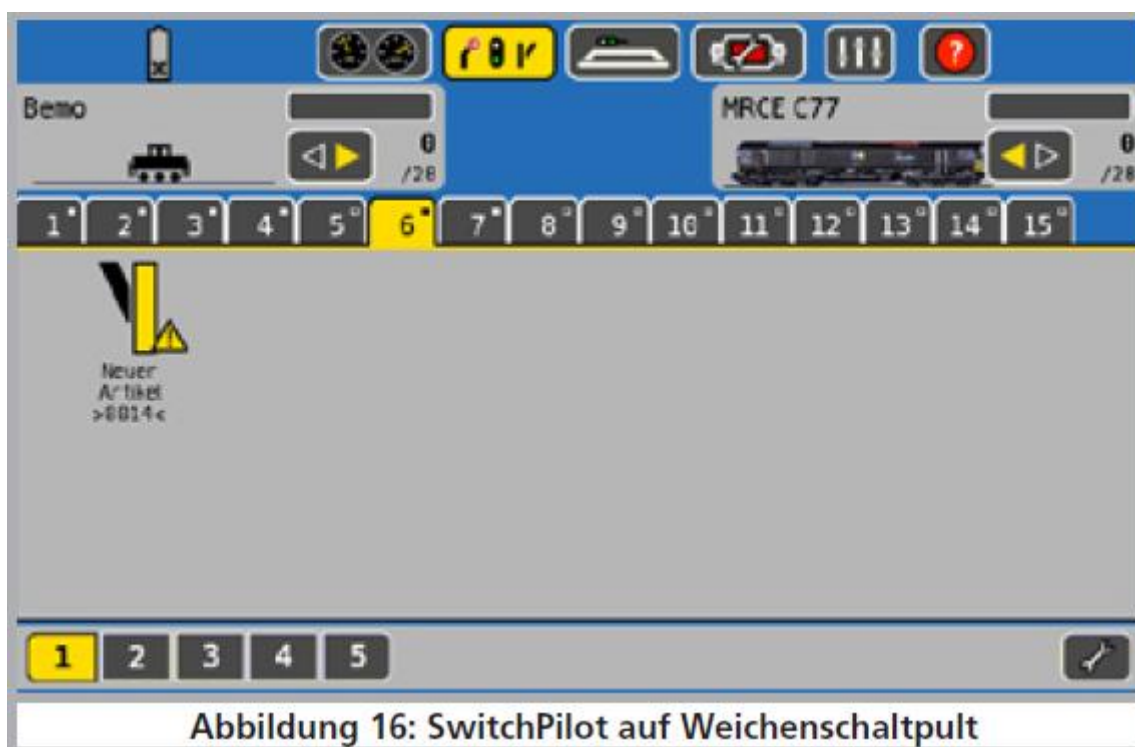 Bemo
0
/28
MRCE C77
0
/28
1 2 3 4 5 6 7 8 9 10 11 12 13 14 15
Neuer
Artikel
>8814<
1 2 3 4 5
Abbildung 16: SwitchPilot auf Weichenschaltpult